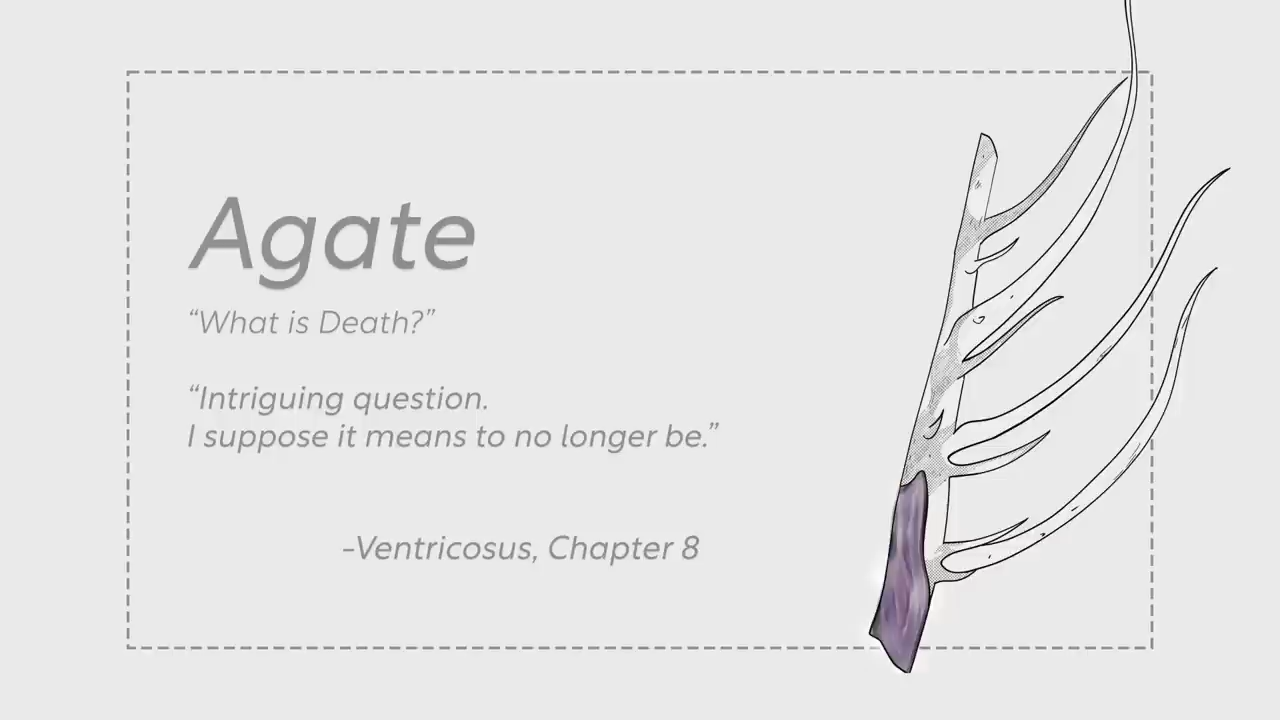 Agate
“What is Death?”
“Intriguing question.
I suppose it means to no longer be.”
–Ventricosus, Chapter 8